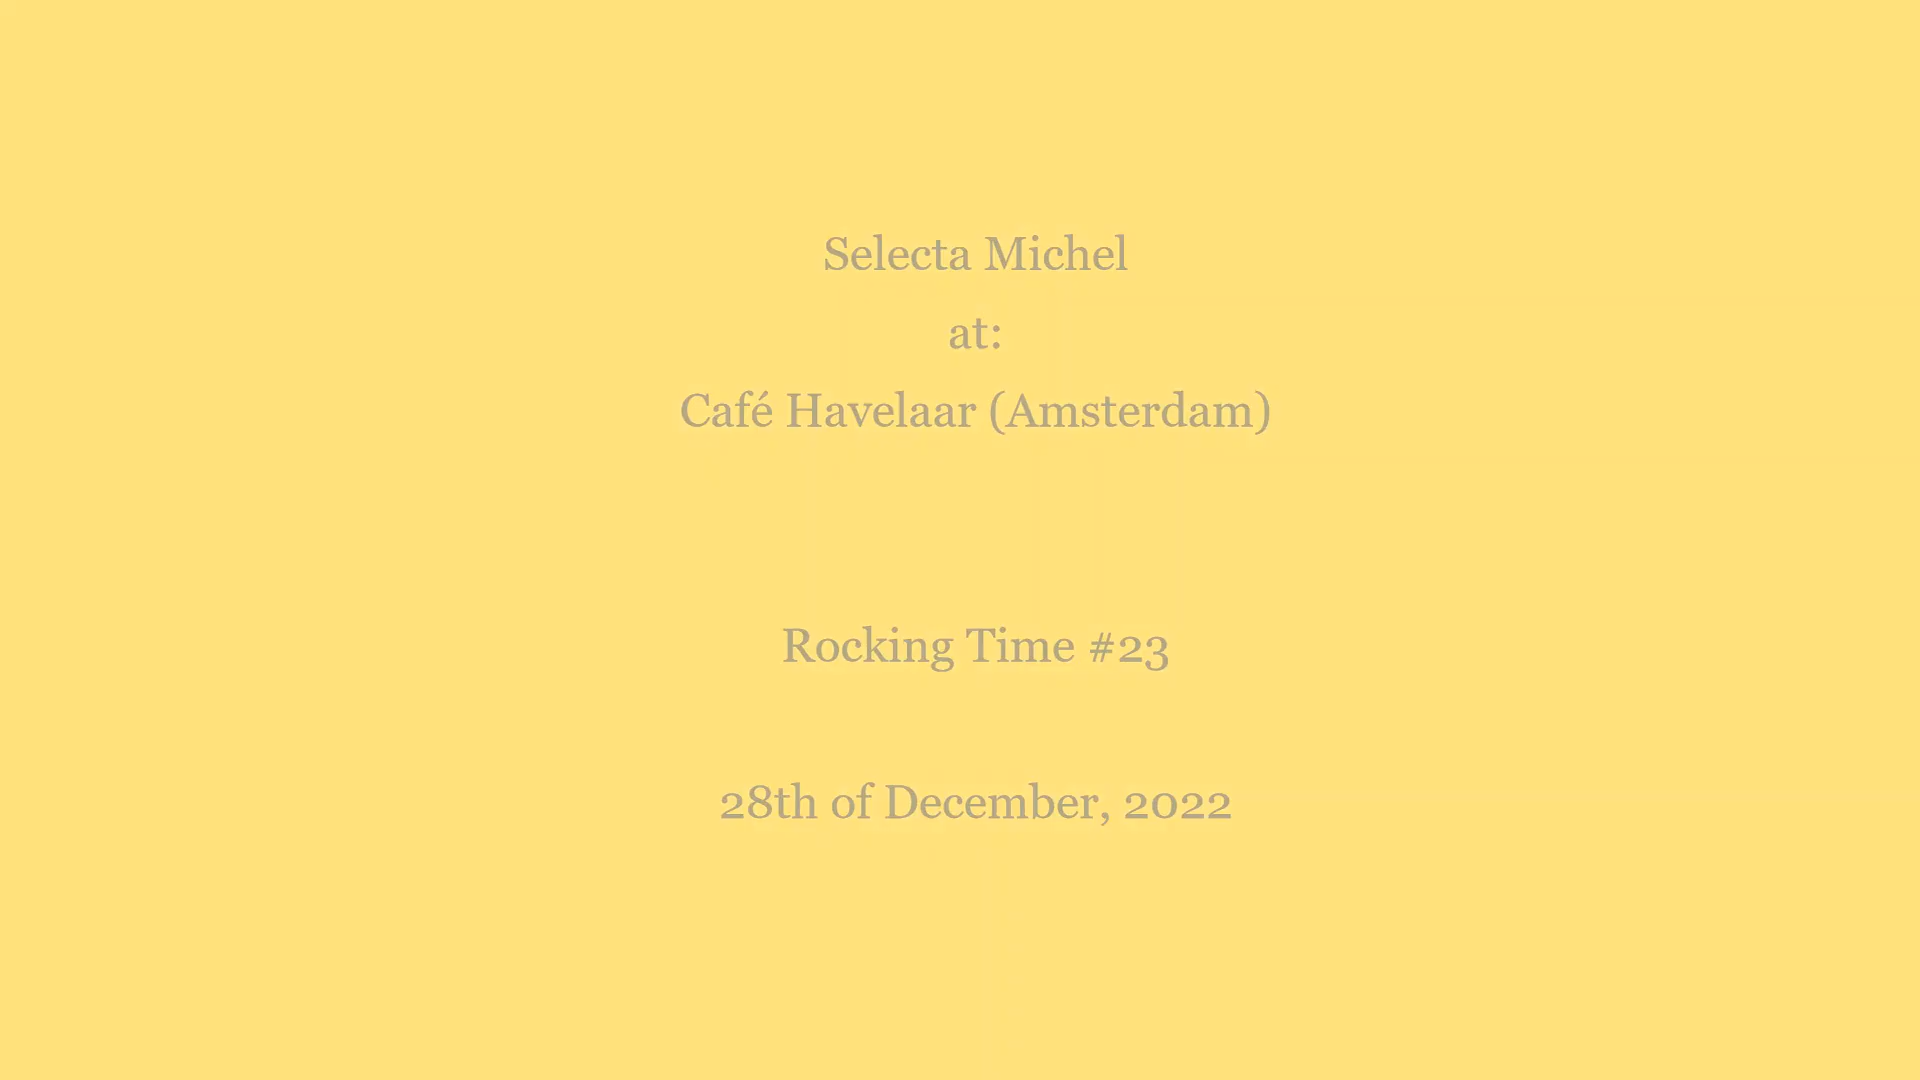 Selecta Michel
at:
Café Havelaar (Amsterdam)
Rocking Time #23
28th of December, 2022